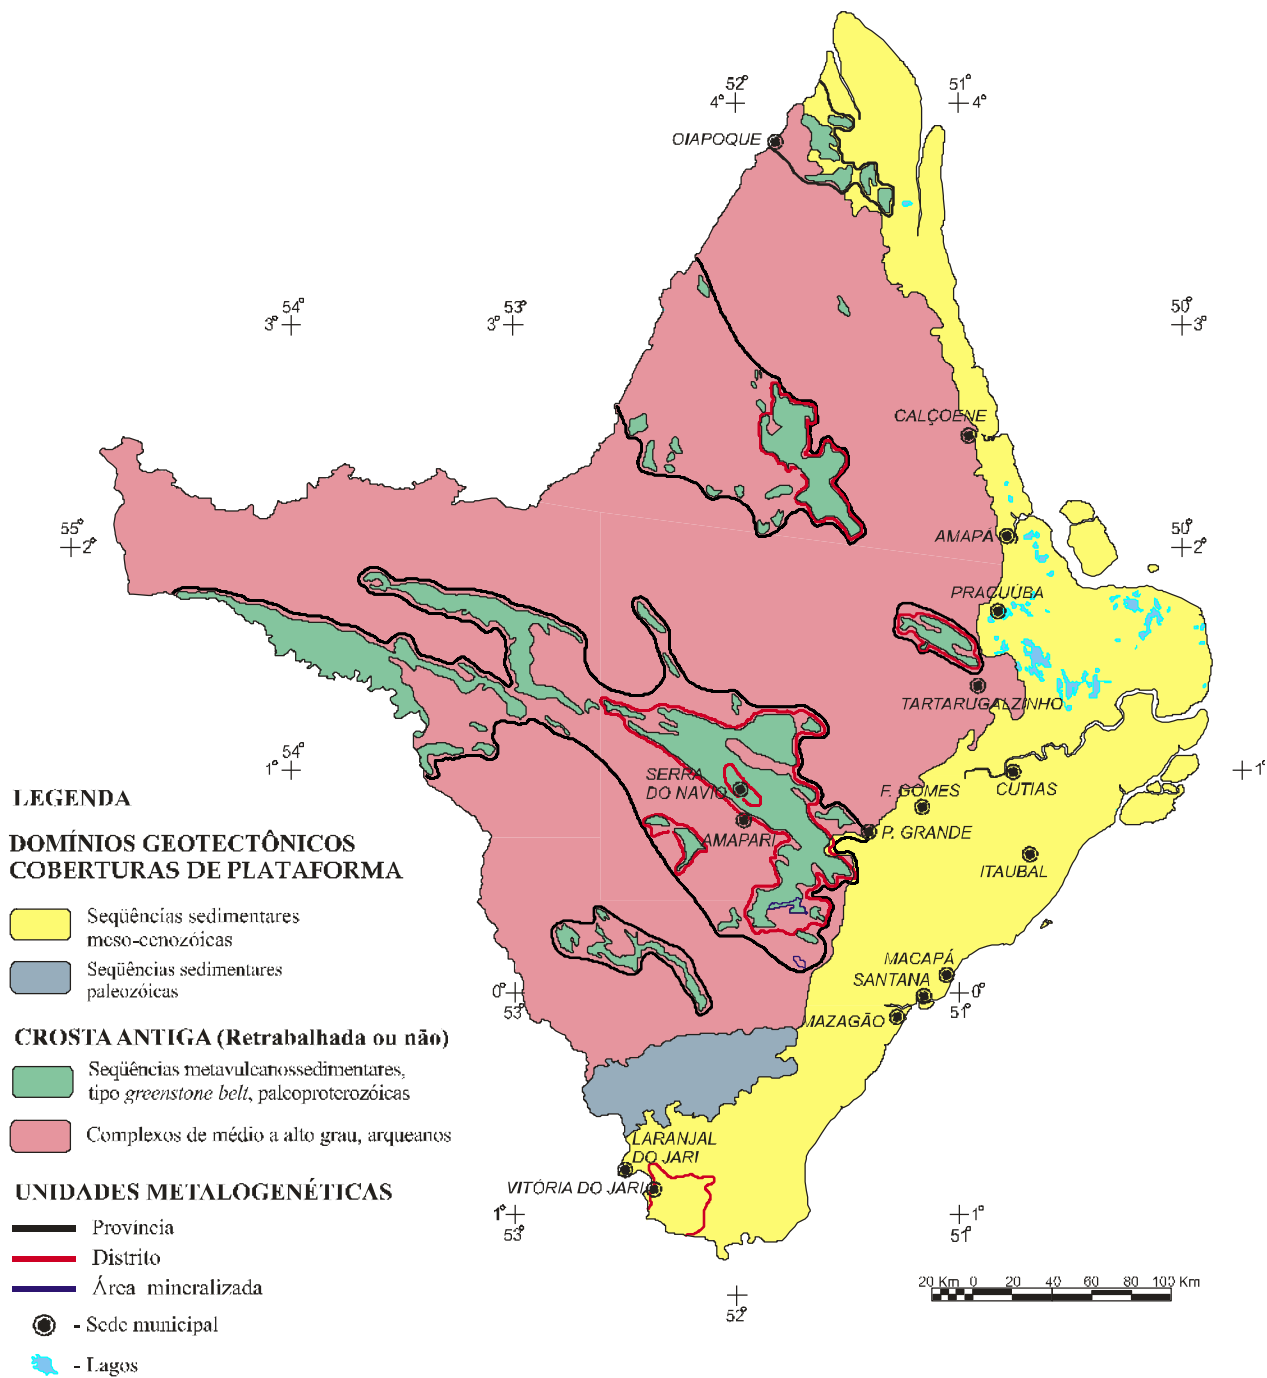 52°
4°
51°
4°
OIAPOQUE
54°
3°
53°
3°
50°
3°
CALÇOENE
55°
2°
AMAPÁ
50°
2°
PRACUÚBA
TARTARUGALZINHO
54°
1°
SERRA
DO NAVIO
F. GOMES
CUTIAS
1°
AMAPARI
P. GRANDE
ITAUBAL
MACAPÁ
SANTANA
0°
53°
0°
51°
MAZAGÃO
LARANJAL
DO JARI
VITÓRIA DO JARI
1°
53°
1°
51°
52°
20 Km 0 20 40 60 80 100 Km
LEGENDA
DOMÍNIOS GEOTECTÔNICOS
COBERTURAS DE PLATAFORMA
Seqüências sedimentares
meso-cenozóicas
Seqüências sedimentares
paleozóicas
CROSTA ANTIGA (Retrabalhada ou não)
Seqüências metavulcanossedimentares,
tipo greenstone belt, paleoproterozóicas
Complexos de médio a alto grau, arqueanos
UNIDADES METALOGENÉTICAS
Província
Distrito
Área mineralizada
- Sede municipal
- Lagos